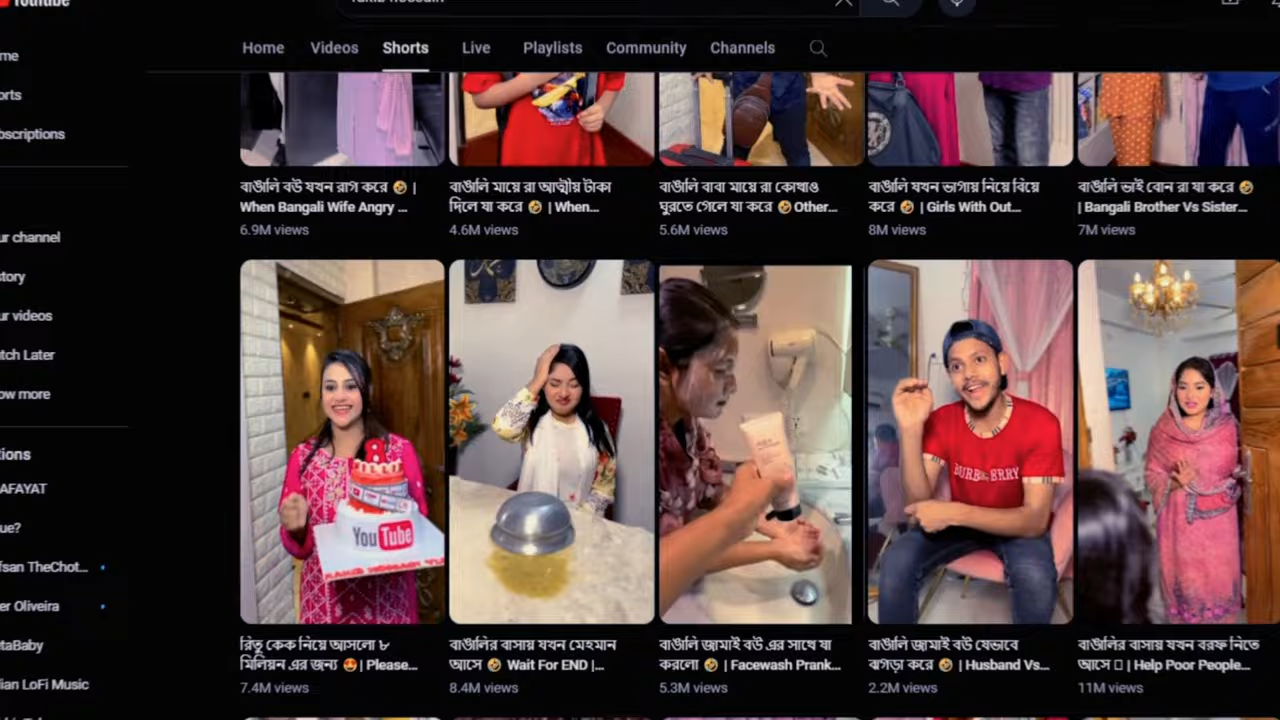 Home Videos Shorts Live Playlists Community Channels
বাঙালি বউ যখন রাগ করে 🤣 |
When Bangali Wife Angry ...
6.9M views
বাঙালি মায়ে রা আত্মীয় টাকা
দিলে যা করে 🤣 | When...
4.6M views
বাঙালি বাবা মায়ে রা কোথাও
ঘুরতে গেলে যা করে 🤣 Other...
5.6M views
বাঙালি যখন ভাগায় নিয়ে বিয়ে
করে 🤣 | Girls With Out...
8M views
বাঙালি ভাই বোন রা যা করে 🤣
| Bangali Brother Vs Sister...
7M views
ur channel
story
ur videos
tch Later
ow more
tions
AFAYAT
ue?
fsan TheChot...
er Oliveira
taBaby
ian LoFi Music
me
orts
bscriptions
YouTube
BURBERRY
রিতু কেক নিয়ে আসলো ৮
মিলিয়ন এর জন্য 🤩 | Please...
7.4M views
বাঙালির বাসায় যখন মেহমান
আসে 🤣 Wait For END |...
8.4M views
বাঙালি জামাই বউ এর সাথে যা
করলো 🤣 | Facewash Prank...
5.3M views
বাঙালি জামাই বউ যেভাবে
ঝগড়া করে 🤣 | Husband Vs...
2.2M views
বাঙালির বাসায় যখন বরফ নিতে
আসে | Help Poor People...
11M views